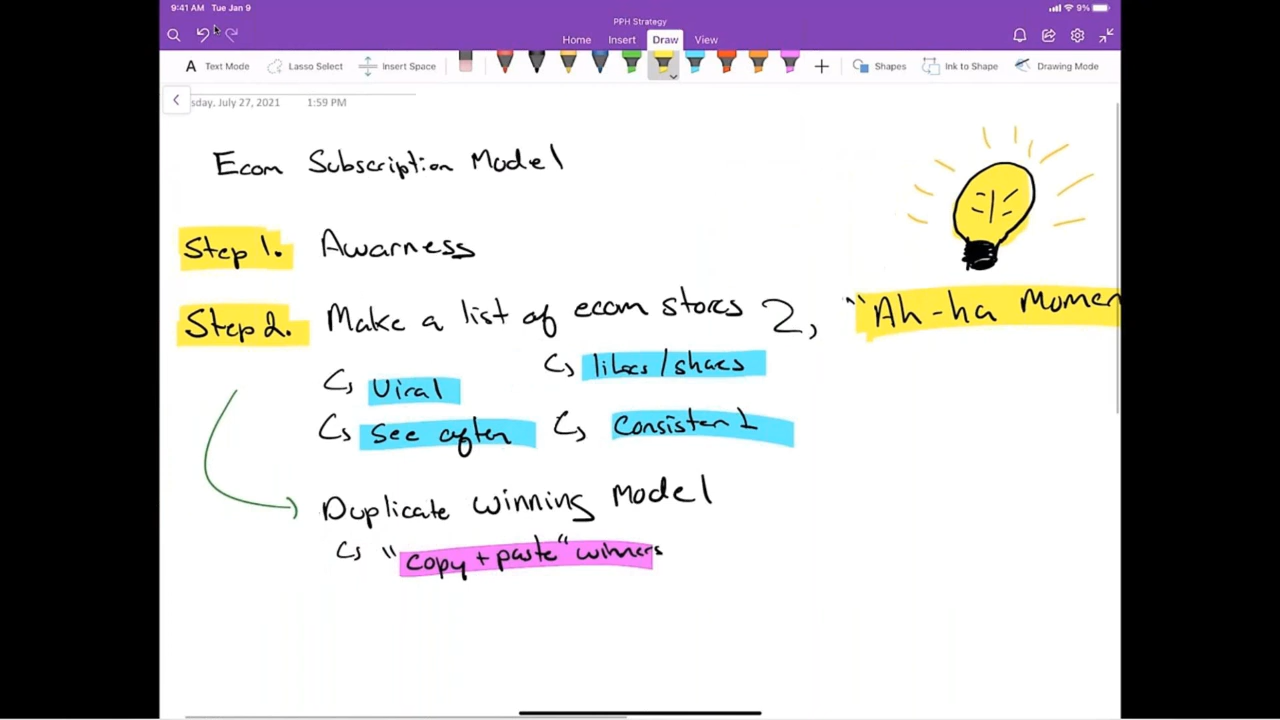 9:41 AM Tue Jan 9 9%
PPH Strategy
Home Insert Draw View
Text Mode Lasso Select Insert Space Shapes Ink to Shape Drawing Mode
sday, July 27, 2021 1:59 PM
Ecom Subscription Model
Step 1. Awarness
Step 2. Make a list of ecom stores 2, "Ah-ha Momen
Viral likes/shares
See often Consistent
Duplicate winning Model
"copy + paste" winners